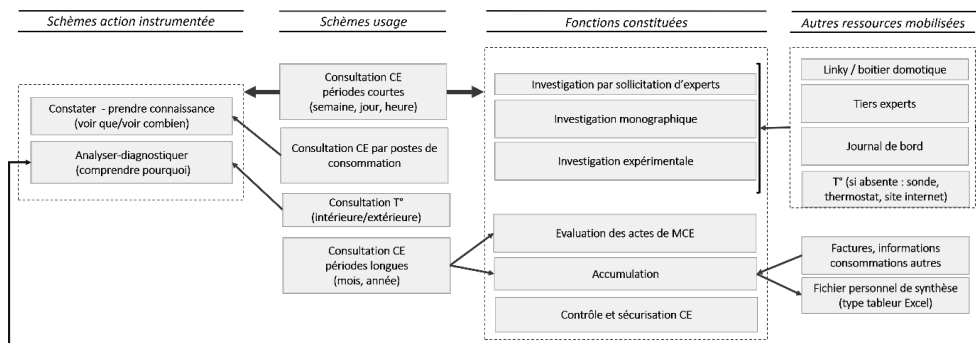 Schèmes action instrumentée
Schèmes usage
Fonctions constituées
Autres ressources mobilisées
Constater - prendre connaissance
(voir que/voir combien)
Analyser-diagnostiquer
(comprendre pourquoi)
Consultation CE
périodes courtes
(semaine, jour, heure)
Consultation CE par postes de
consommation
Consultation T°
(intérieure/extérieure)
Consultation CE
périodes longues
(mois, année)
Investigation par sollicitation d'experts
Investigation monographique
Investigation expérimentale
Evaluation des actes de MCE
Accumulation
Contrôle et sécurisation CE
Linky / boitier domotique
Tiers experts
Journal de bord
T° (si absente : sonde,
thermostat, site internet)
Factures, informations
consommations autres
Fichier personnel de synthèse
(type tableur Excel)